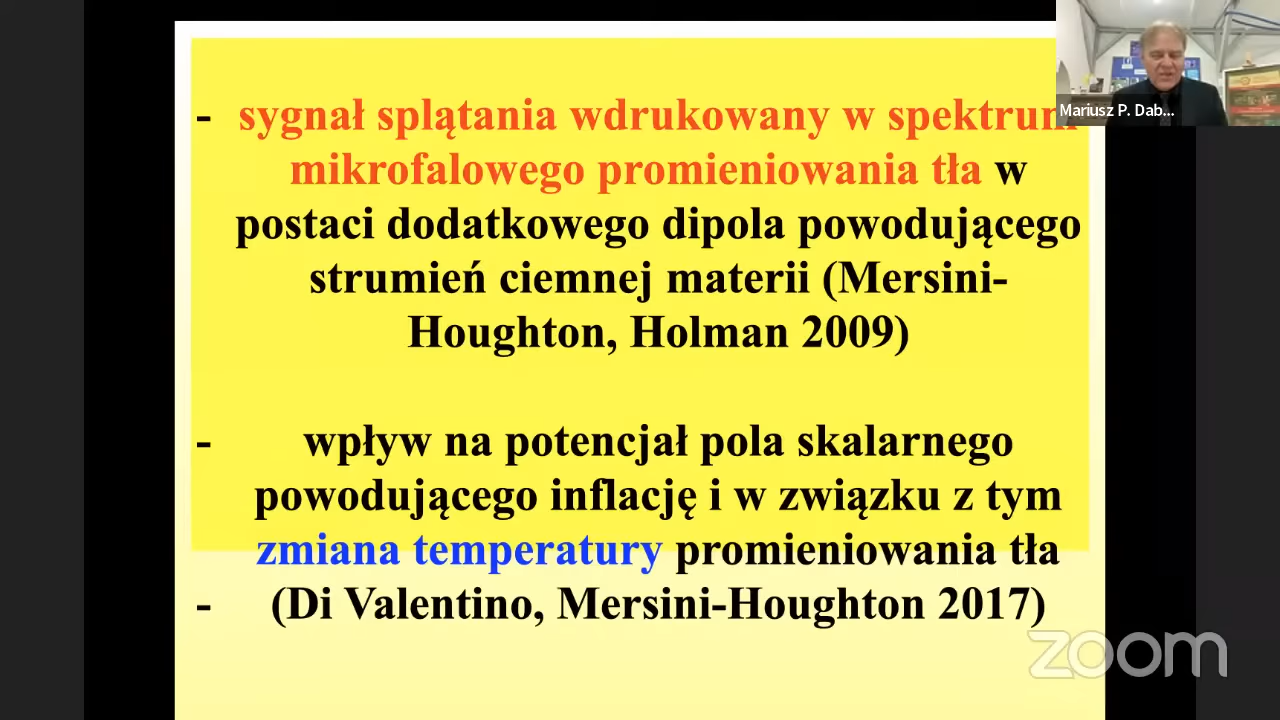 - sygnał splątania wdrukowany w spektrum
mikrofalowego promieniowania tła w
postaci dodatkowego dipola powodującego
strumień ciemnej materii (Mersini-
Houghton, Holman 2009)
- wpływ na potencjał pola skalarnego
powodującego inflację i w związku z tym
zmiana temperatury promieniowania tła
- (Di Valentino, Mersini-Houghton 2017)
Mariusz P. Dab...
zoom